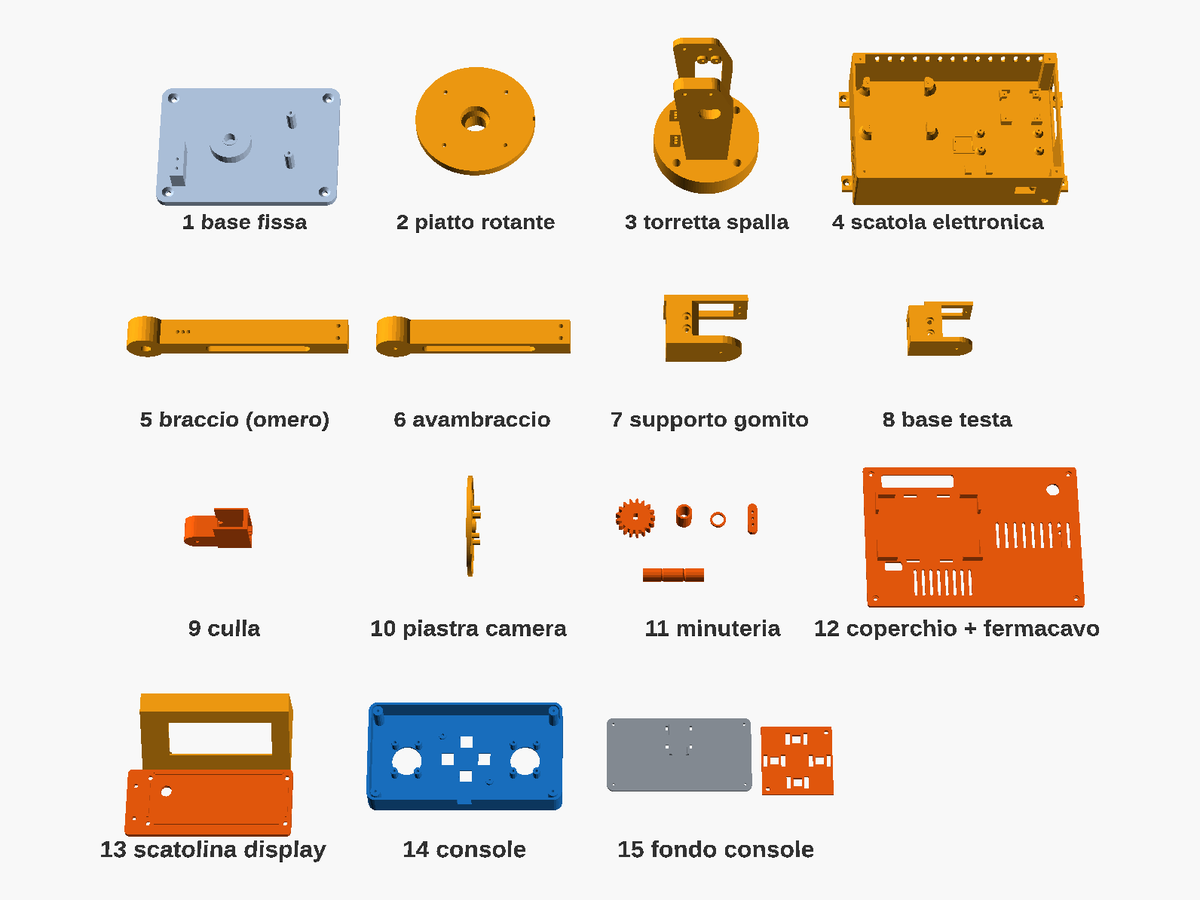 1 base fissa
2 piatto rotante
3 torretta spalla
4 scatola elettronica
5 braccio (omero)
6 avambraccio
7 supporto gomito
8 base testa
9 culla
10 piastra camera
11 minuteria
12 coperchio + fermacavo
13 scatolina display
14 console
15 fondo console